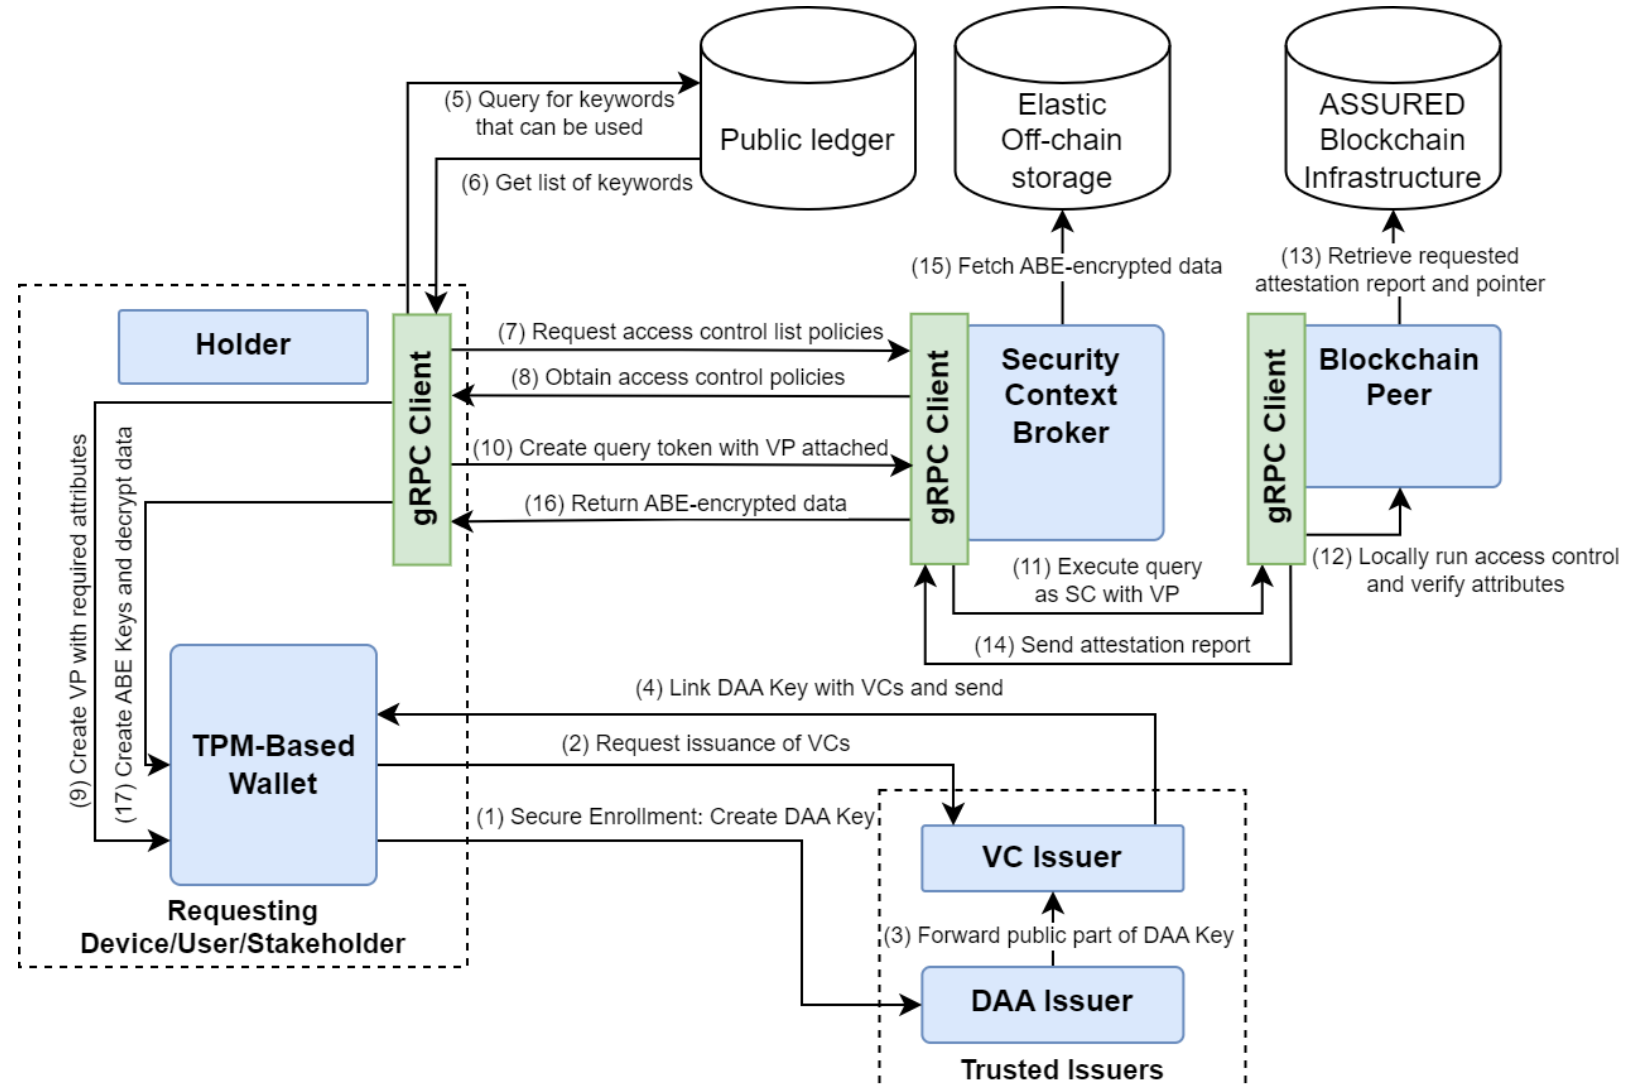 (5) Query for keywords
that can be used
Public ledger
(6) Get list of keywords
Elastic
Off-chain
storage
ASSURED
Blockchain
Infrastructure
(15) Fetch ABE-encrypted data
(13) Retrieve requested
attestation report and pointer
Holder
gRPC Client
(7) Request access control list policies
(8) Obtain access control policies
(10) Create query token with VP attached
(16) Return ABE-encrypted data
gRPC Client
Security
Context
Broker
gRPC Client
Blockchain
Peer
(11) Execute query
as SC with VP
(12) Locally run access control
and verify attributes
(14) Send attestation report
(9) Create VP with required attributes
(17) Create ABE Keys and decrypt data
TPM-Based
Wallet
(4) Link DAA Key with VCs and send
(2) Request issuance of VCs
(1) Secure Enrollment: Create DAA Key
Requesting
Device/User/Stakeholder
VC Issuer
(3) Forward public part of DAA Key
DAA Issuer
Trusted Issuers